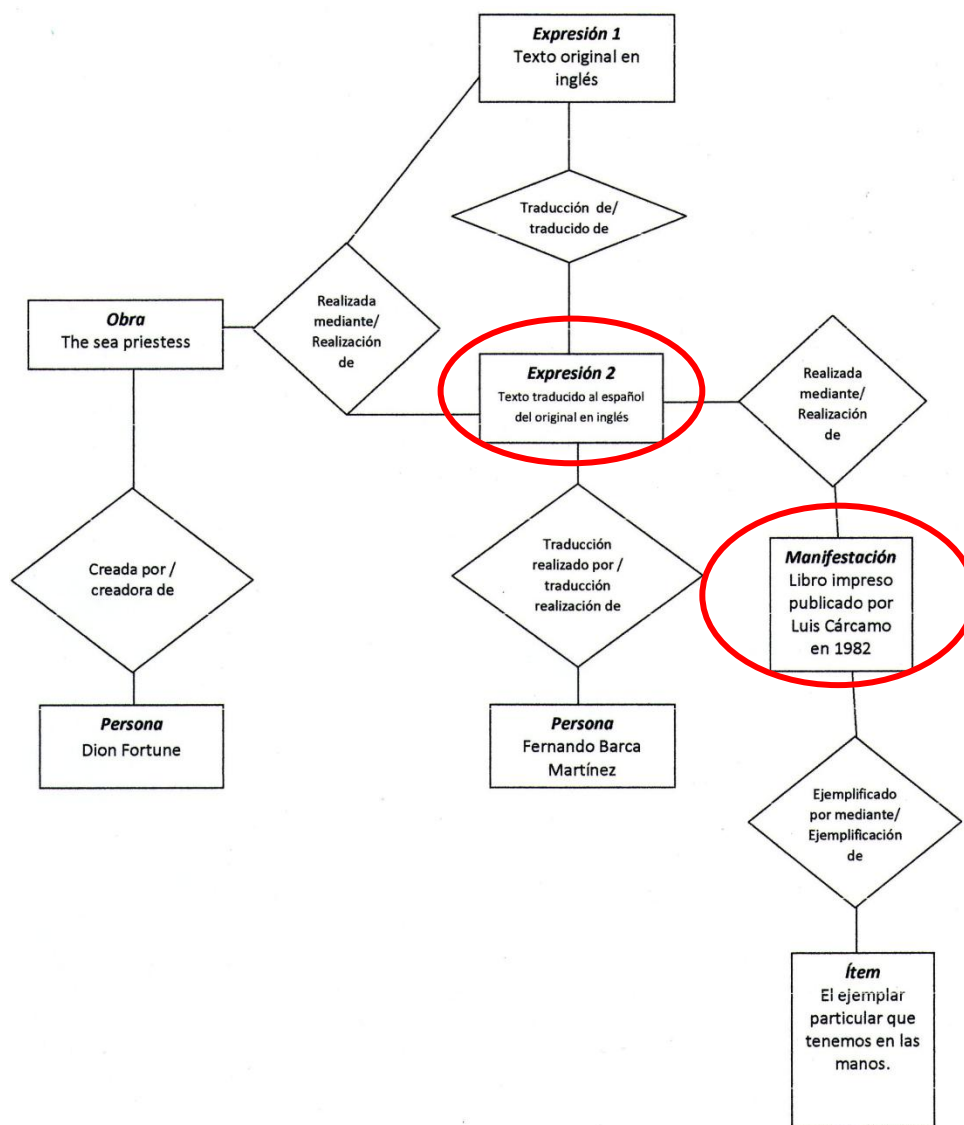 Expresión 1
Texto original en
inglés
Traducción de/
traducido de
Realizada
mediante/
Realización
de
Obra
The sea priestess
Expresión 2
Texto traducido al español
del original en inglés
Realizada
mediante/
Realización
de
Creada por /
creadora de
Traducción
realizado por /
traducción
realización de
Manifestación
Libro impreso
publicado por
Luis Cárcamo
en 1982
Persona
Dion Fortune
Persona
Fernando Barca
Martínez
Ejemplificado
por mediante/
Ejemplificación
de
Ítem
El ejemplar
particular que
tenemos en las
manos.